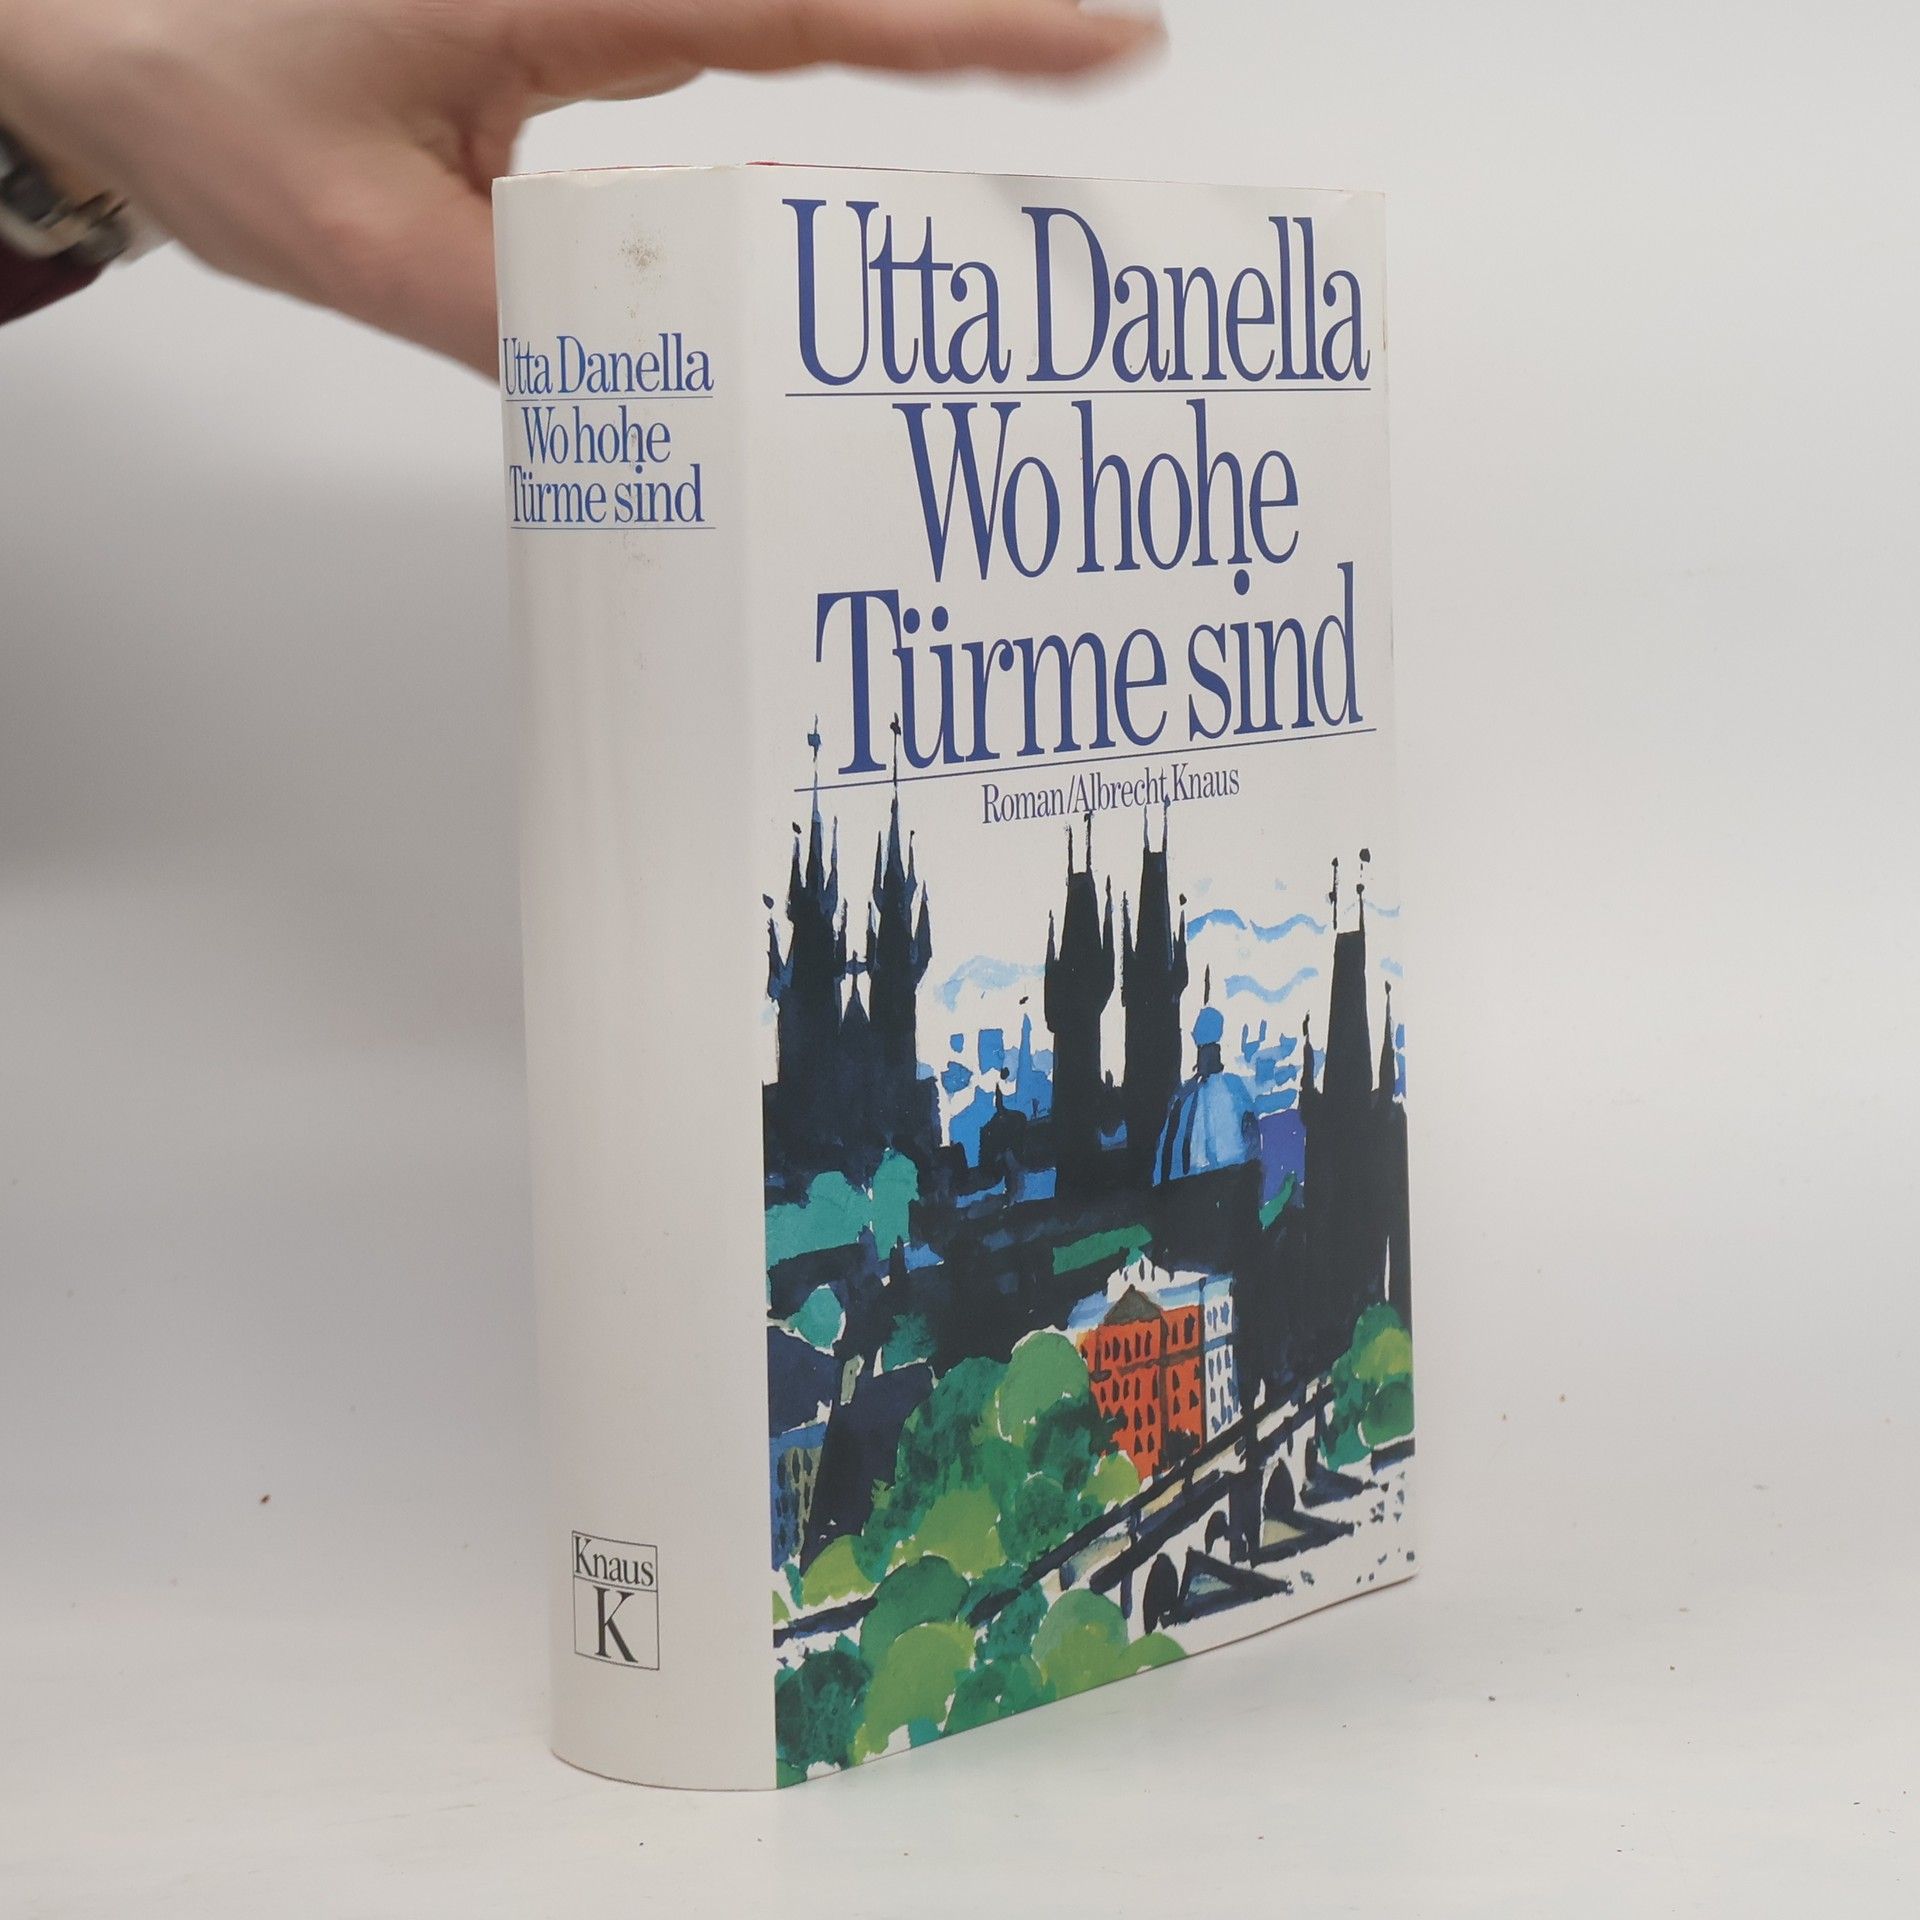 Utta Danella
Wo hohe
Türme sind
Knaus
K
Utta Danella
Wo hohe
Türme sind
Roman/Albrecht Knaus